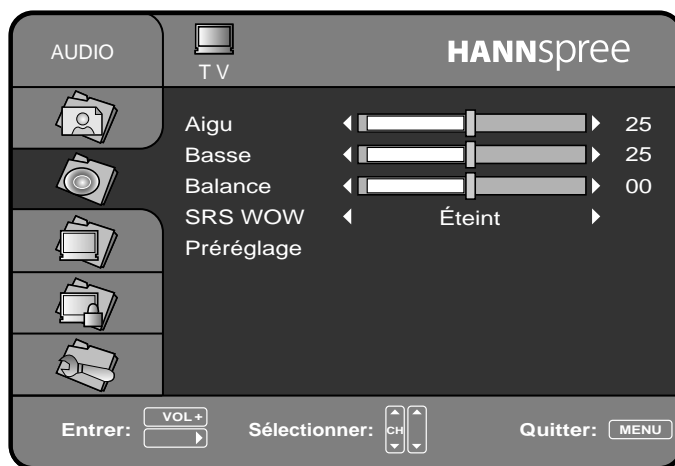 AUDIO
TV
HANNspree
Aigu 25
Basse 25
Balance 00
SRS WOW Éteint
Préréglage
Entrer: VOL+ Sélectionner: CH Quitter: MENU